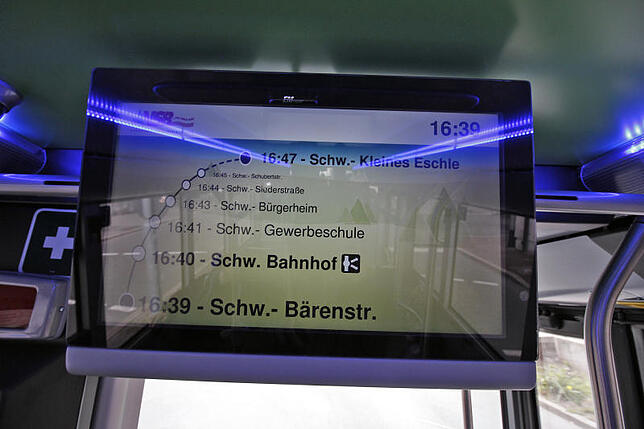 16:39
16:47 - Schw.- Kleines Eschle
16:45 - Schw.- Schubertstr.
16:44 - Schw.- Siederstraße
16:43 - Schw.- Bürgerheim
16:41 - Schw.- Gewerbeschule
16:40 - Schw. Bahnhof
16:39 - Schw.- Bärenstr.